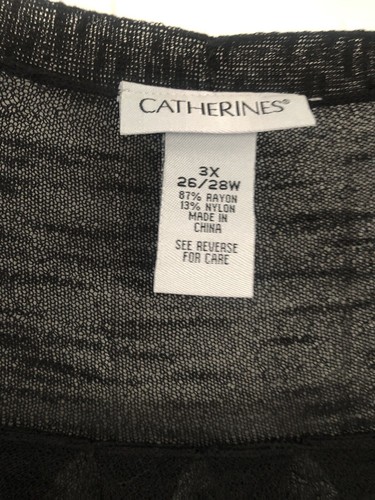 CATHERINES®
3X
26/28W
87% RAYON
13% NYLON
MADE IN
CHINA
SEE REVERSE
FOR CARE